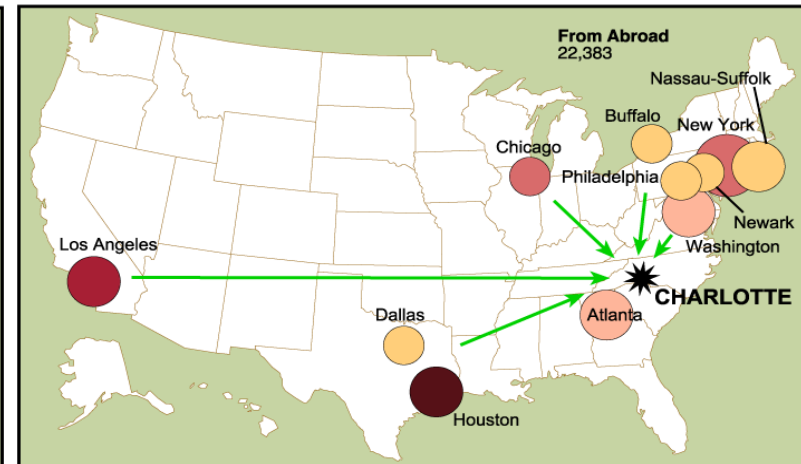 From Abroad
22,383
Nassau-Suffolk
Buffalo
New York
Chicago
Philadelphia
Newark
Washington
Los Angeles
CHARLOTTE
Dallas
Atlanta
Houston